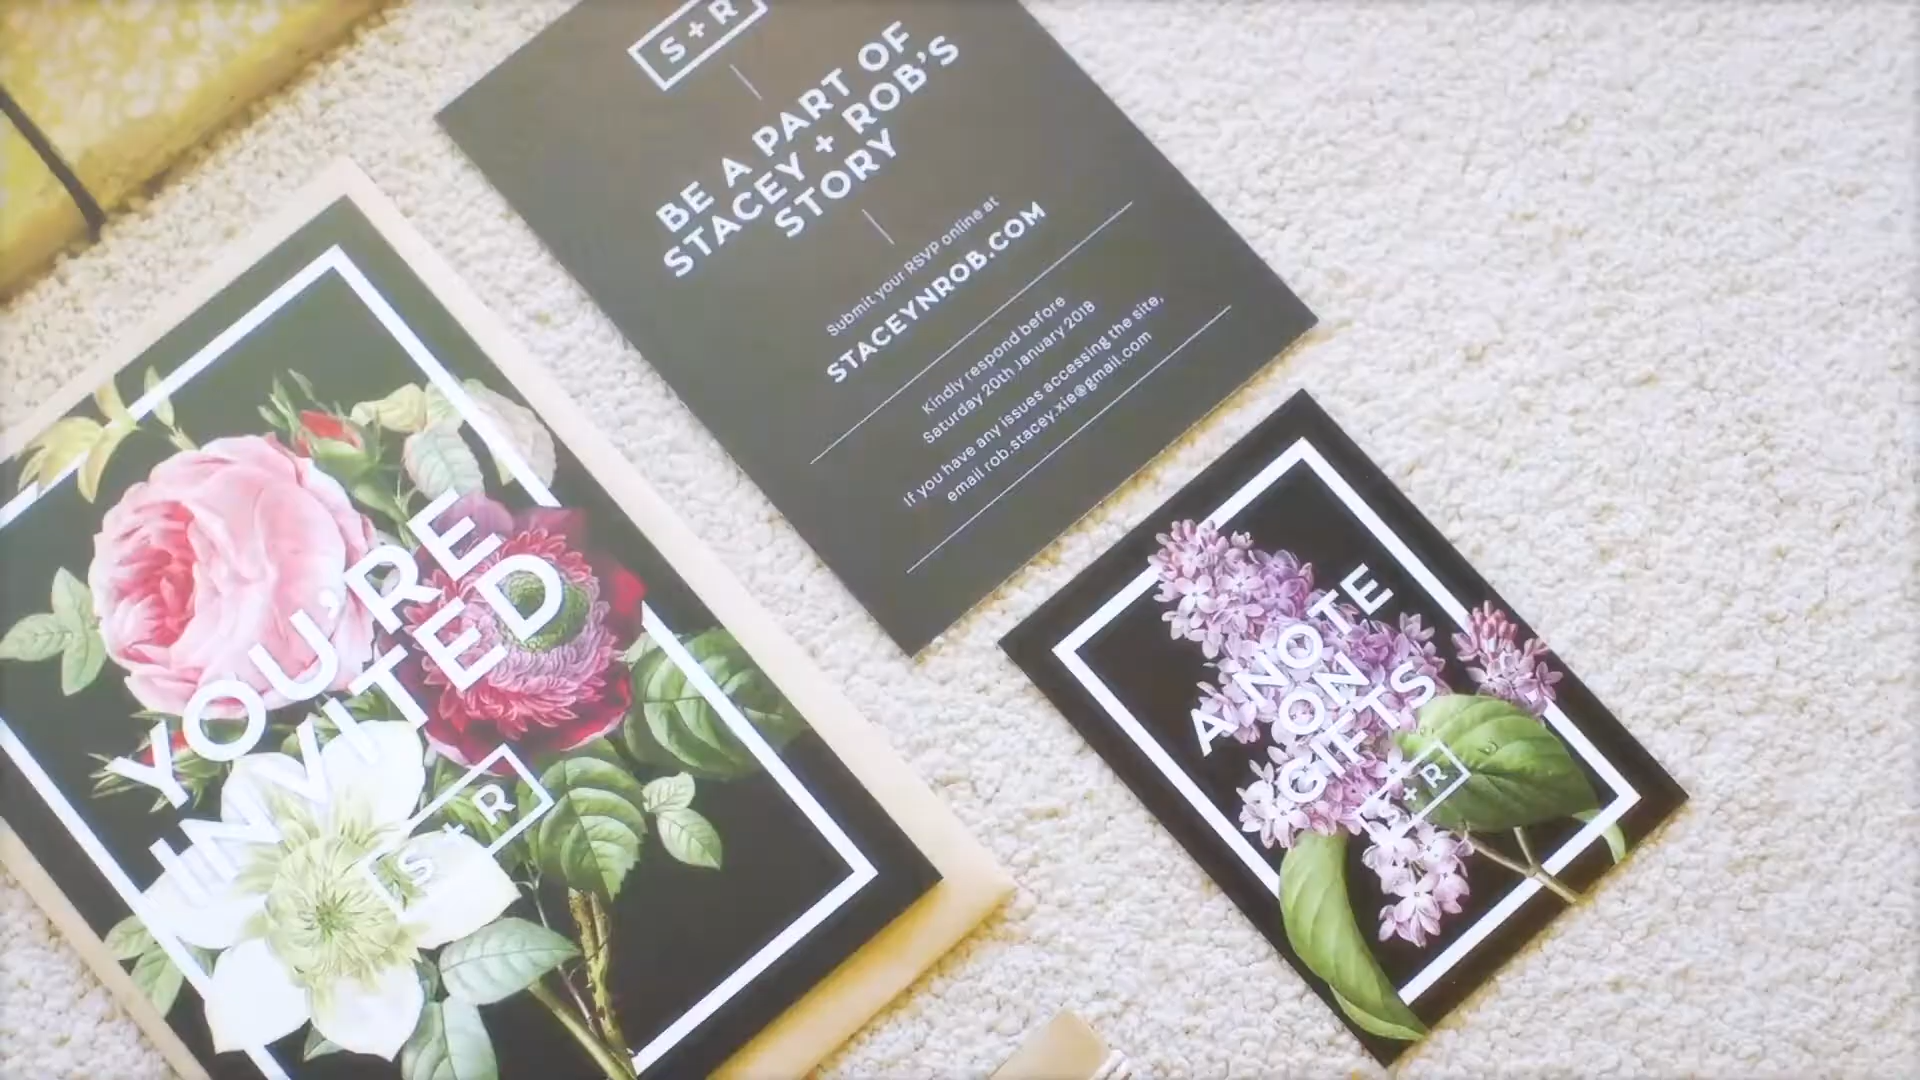 S+R
BE A PART OF
STACEY + ROB'S
STORY
Submit your RSVP online at
STACEYNROB.COM
Kindly respond before
Saturday 20th January 2018
If you have any issues accessing the site,
email rob.stacey.xie@gmail.com
YOU'RE
INVITED
S+R
A NOTE
ON
GIFTS
S+R